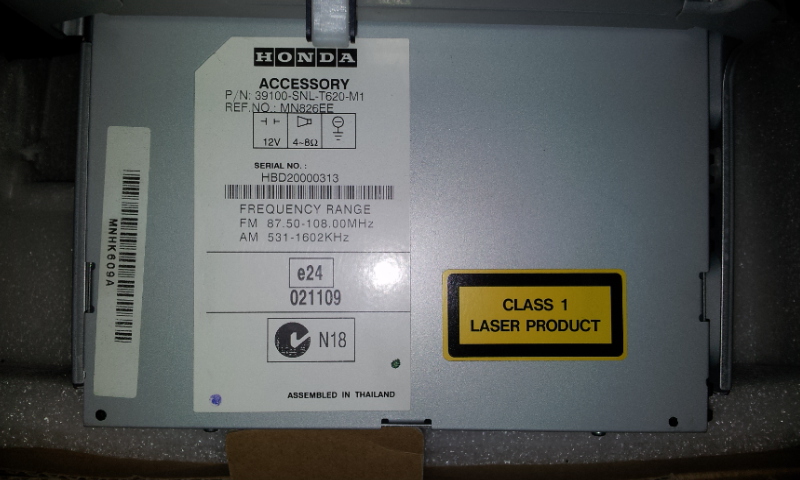 HONDA
ACCESSORY
P/N: 39100-SNL-T620-M1
REF.NO.: MN826EE
12V 4~8Ω
SERIAL NO. :
HBD20000313
FREQUENCY RANGE
FM 87.50-108.00MHz
AM 531-1602KHz
e24
021109
N18
ASSEMBLED IN THAILAND
MNHK609A
CLASS 1
LASER PRODUCT